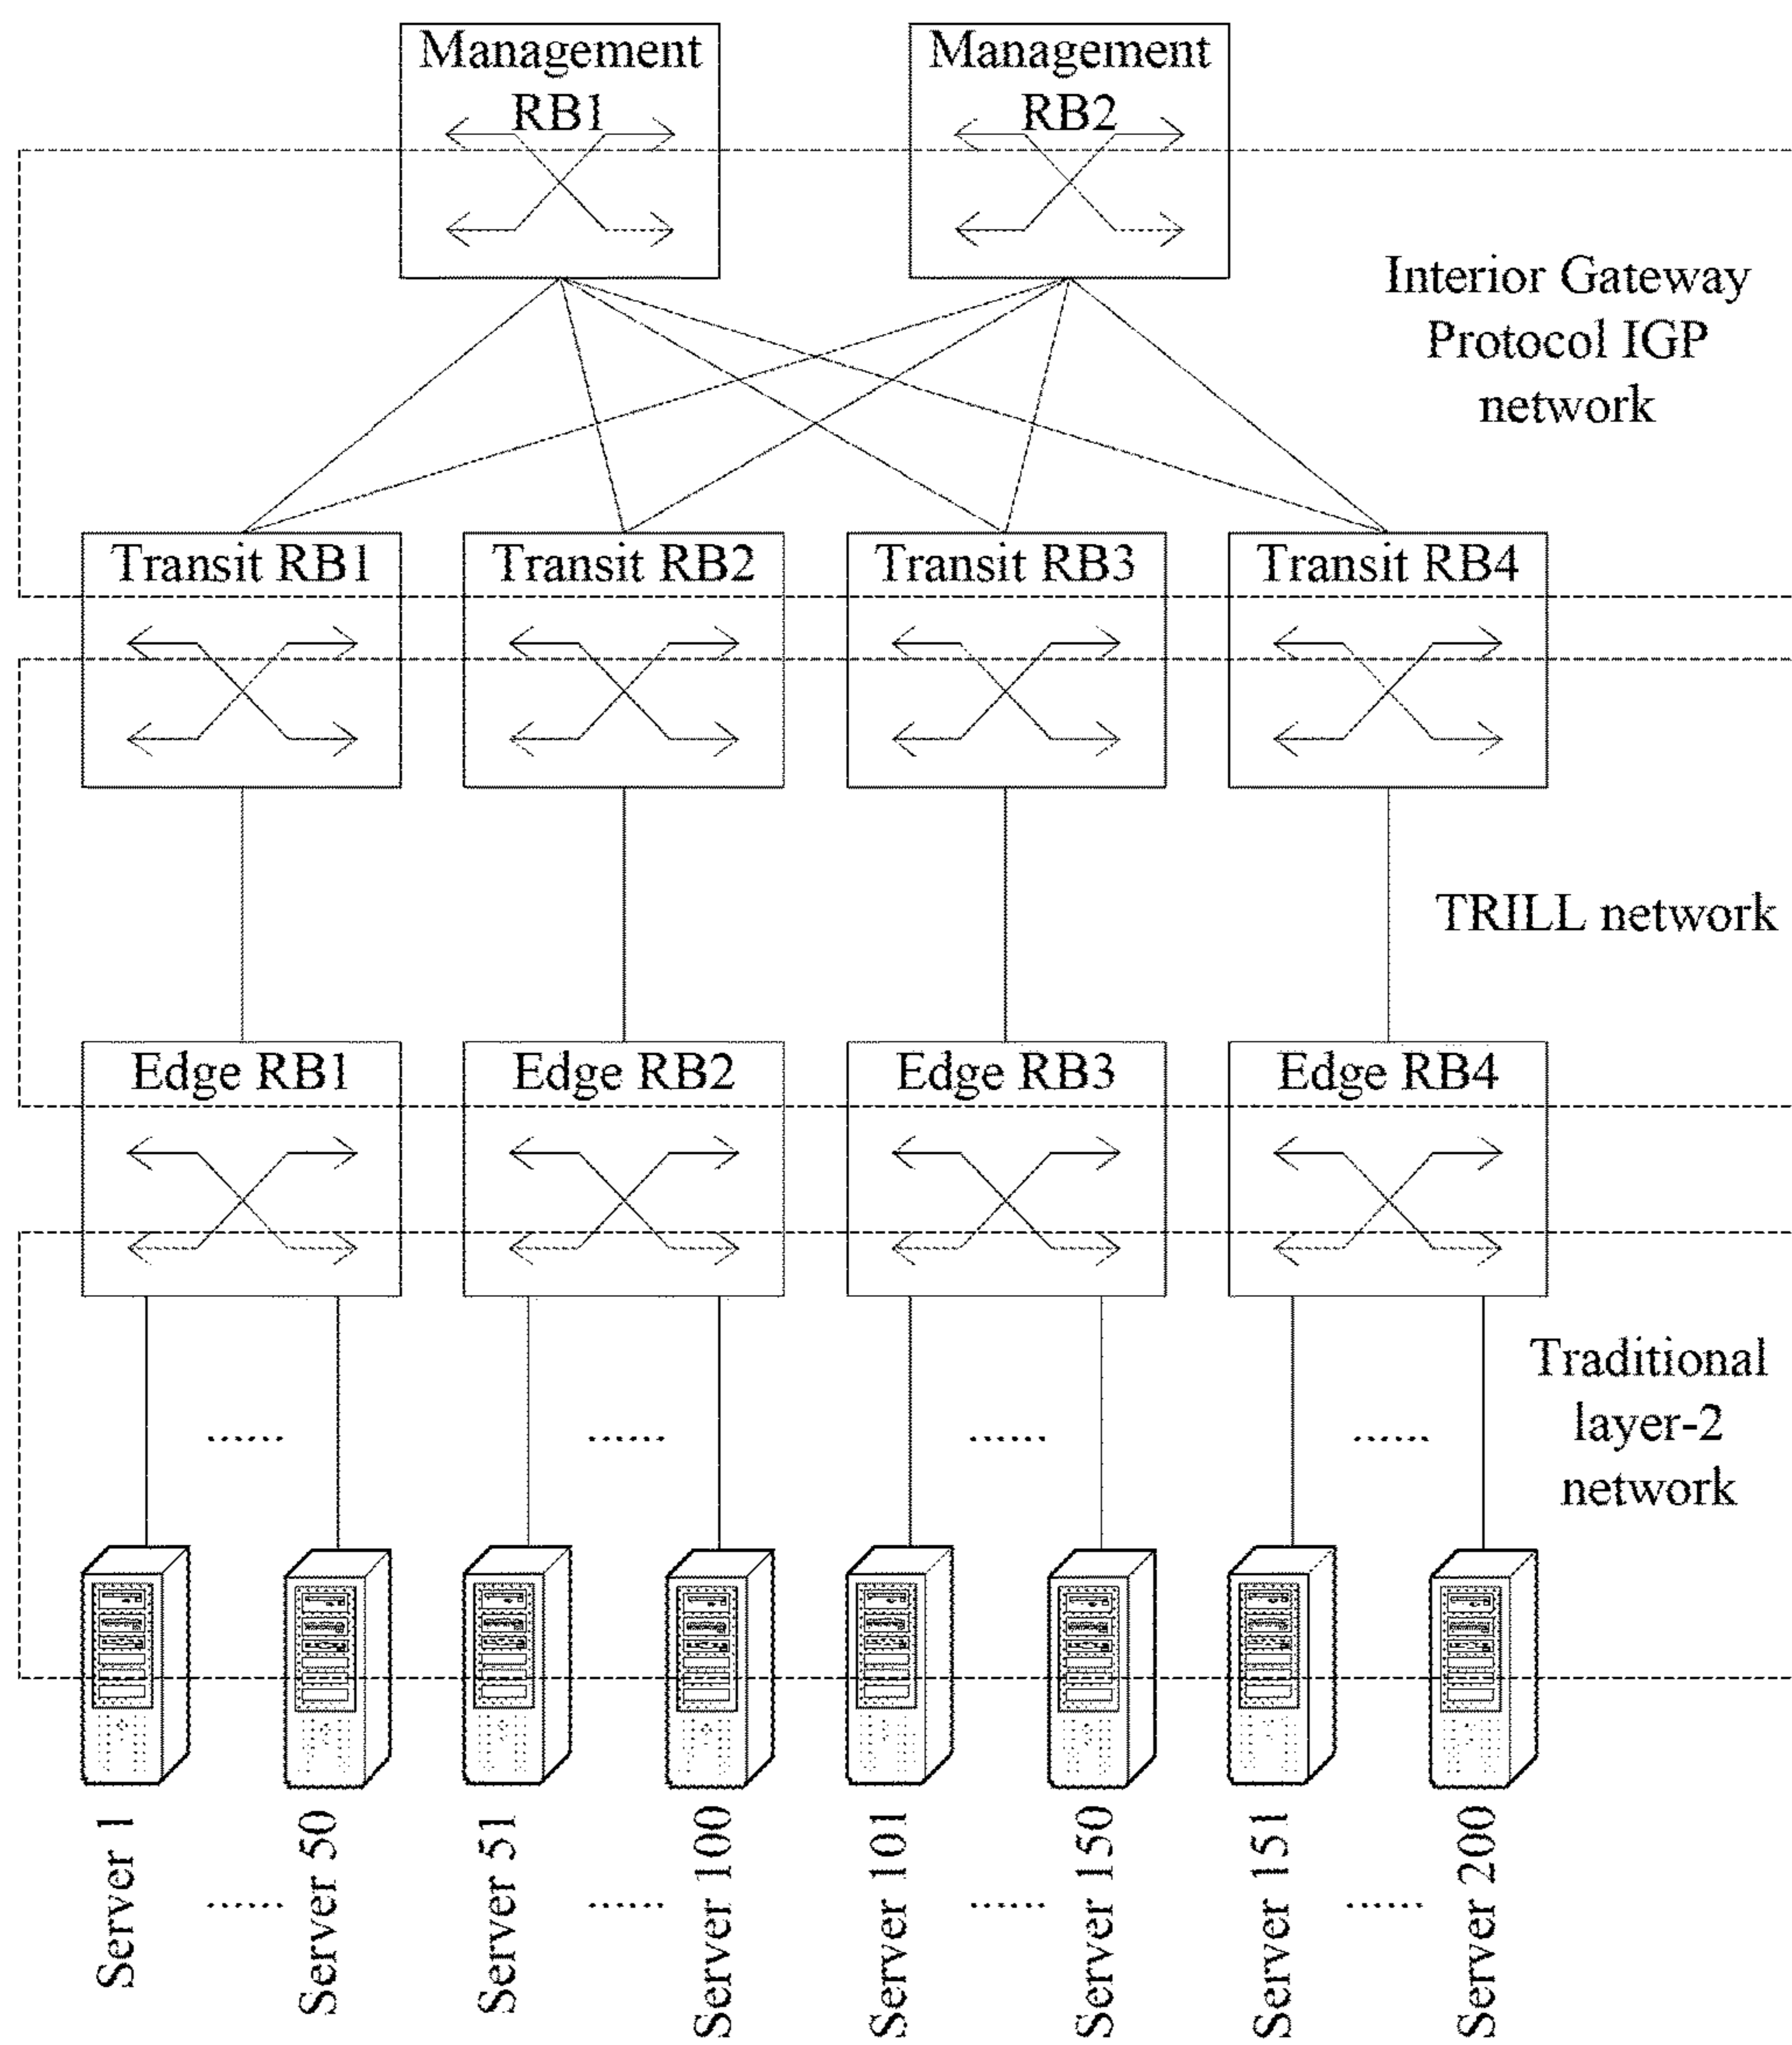 Management
RB1
Management
RB2
Interior Gateway
Protocol IGP
network
Transit RB1
Transit RB2
Transit RB3
Transit RB4
TRILL network
Edge RB1
Edge RB2
Edge RB3
Edge RB4
Traditional
layer-2
network
......
......
......
......
Server 1
......
Server 50
Server 51
......
Server 100
Server 101
......
Server 150
Server 151
......
Server 200